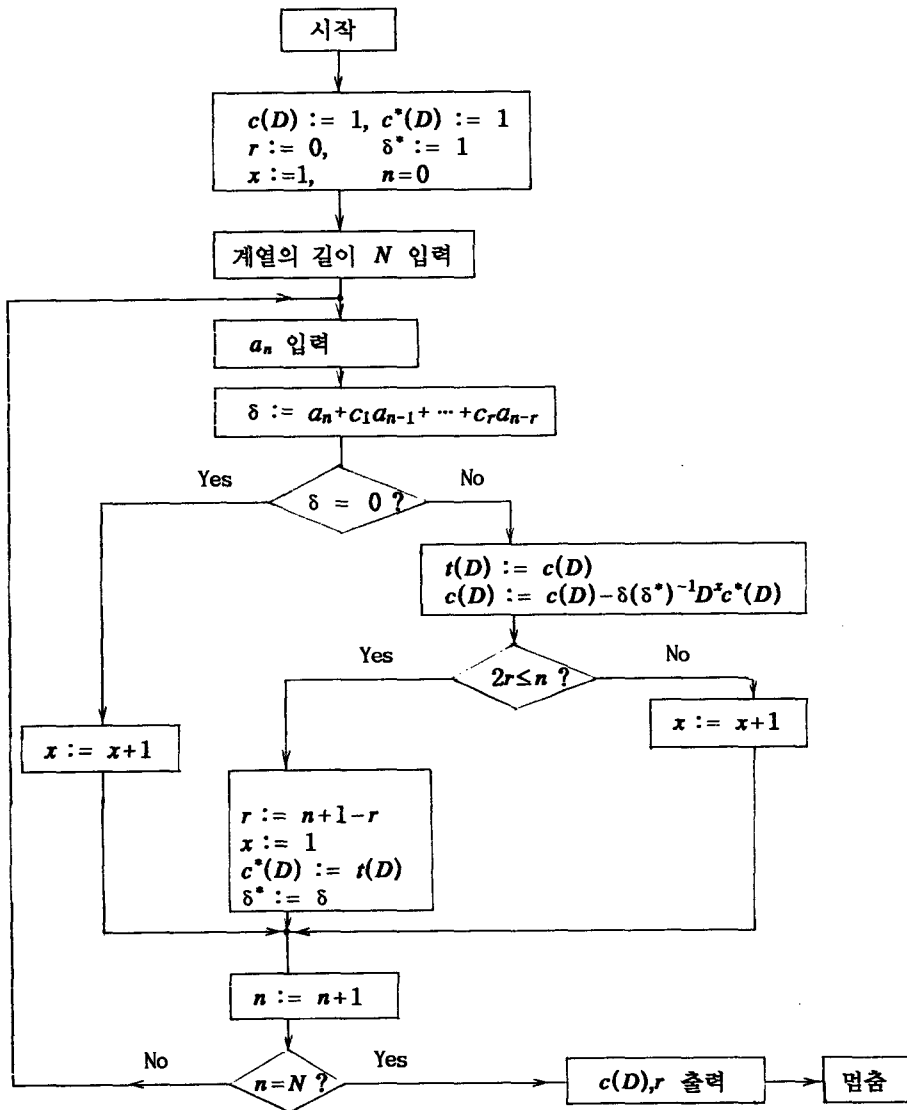 시작
c(D) := 1, c*(D) := 1
r := 0, δ* := 1
x :=1, n=0
계열의 길이 N 입력
aₙ 입력
δ := aₙ+c₁aₙ₋₁+ ··· +cᵣaₙ₋ᵣ
Yes
No
δ = 0 ?
t(D) := c(D)
c(D) := c(D)-δ(δ*)⁻¹Dˣc*(D)
Yes
No
2r≤n ?
x := x+1
x := x+1
r := n+1-r
x := 1
c*(D) := t(D)
δ* := δ
n := n+1
No
Yes
n=N ?
c(D),r 출력
멈춤